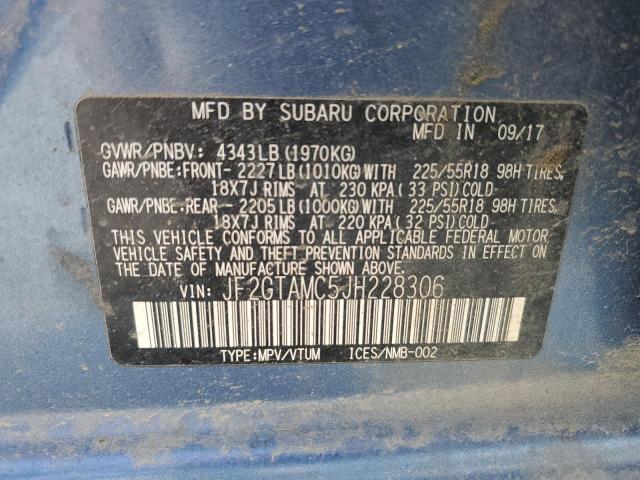 MFD BY SUBARU CORPORATION
MFD IN 09/17
GVWR/PNBV: 4343LB(1970KG)
GAWR/PNBE:FRONT- 2227LB(1010KG)WITH 225/55R18 98H TIRES,
18X7J RIMS AT 230 KPA( 33 PSI)COLD
GAWR/PNBE:REAR - 2205LB(1000KG)WITH 225/55R18 98H TIRES,
18X7J RIMS AT 220 KPA( 32 PSI)COLD
THIS VEHICLE CONFORMS TO ALL APPLICABLE FEDERAL MOTOR
VEHICLE SAFETY AND THEFT PREVENTION STANDARDS IN EFFECT ON
THE DATE OF MANUFACTURE SHOWN ABOVE.
VIN: JF2GTAMC5JH228306
TYPE:MPV/VTUM ICES/NMB-002